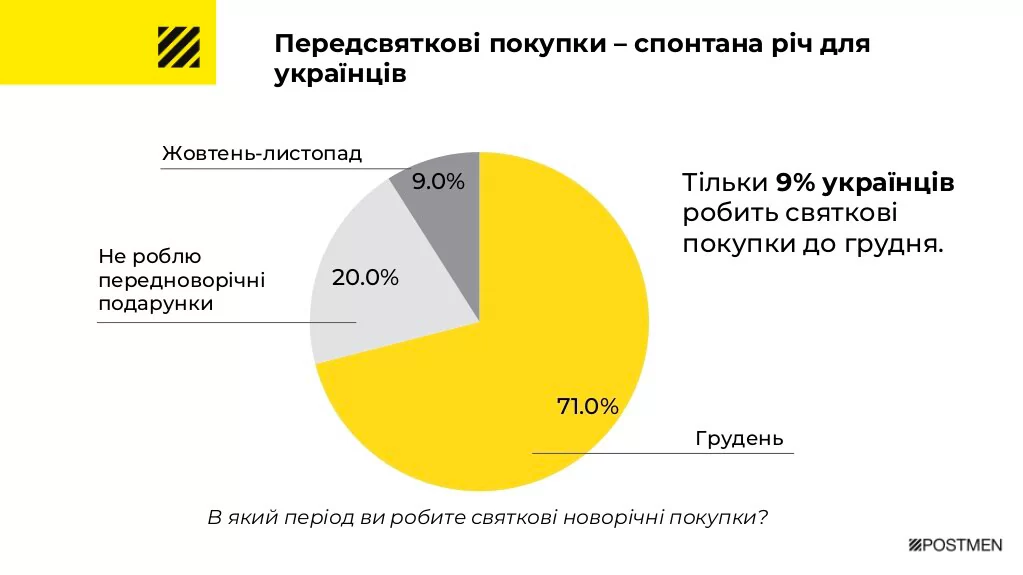 Передсвяткові покупки – спонтана річ для
українців
Жовтень-листопад
9.0%
Тільки 9% українців
робить святкові
покупки до грудня.
Не роблю
передноворічні
подарунки
20.0%
71.0%
Грудень
В який період ви робите святкові новорічні покупки?
POSTMEN